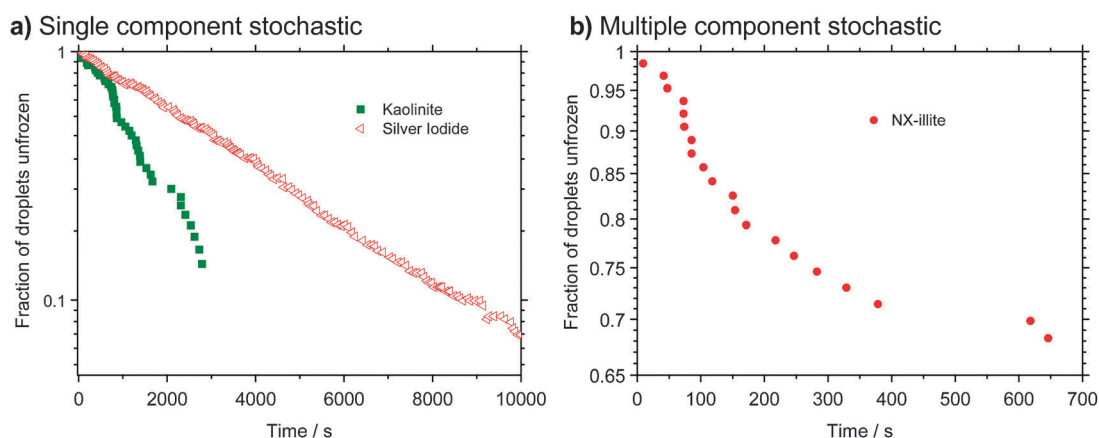 a) Single component stochastic
1
0.1
Fraction of droplets unfrozen
Kaolinite
Silver Iodide
0 2000 4000 6000 8000 10000
Time / s
b) Multiple component stochastic
1
0.95
0.9
0.85
0.8
0.75
0.7
0.65
Fraction of droplets unfrozen
NX-illite
0 100 200 300 400 500 600 700
Time / s